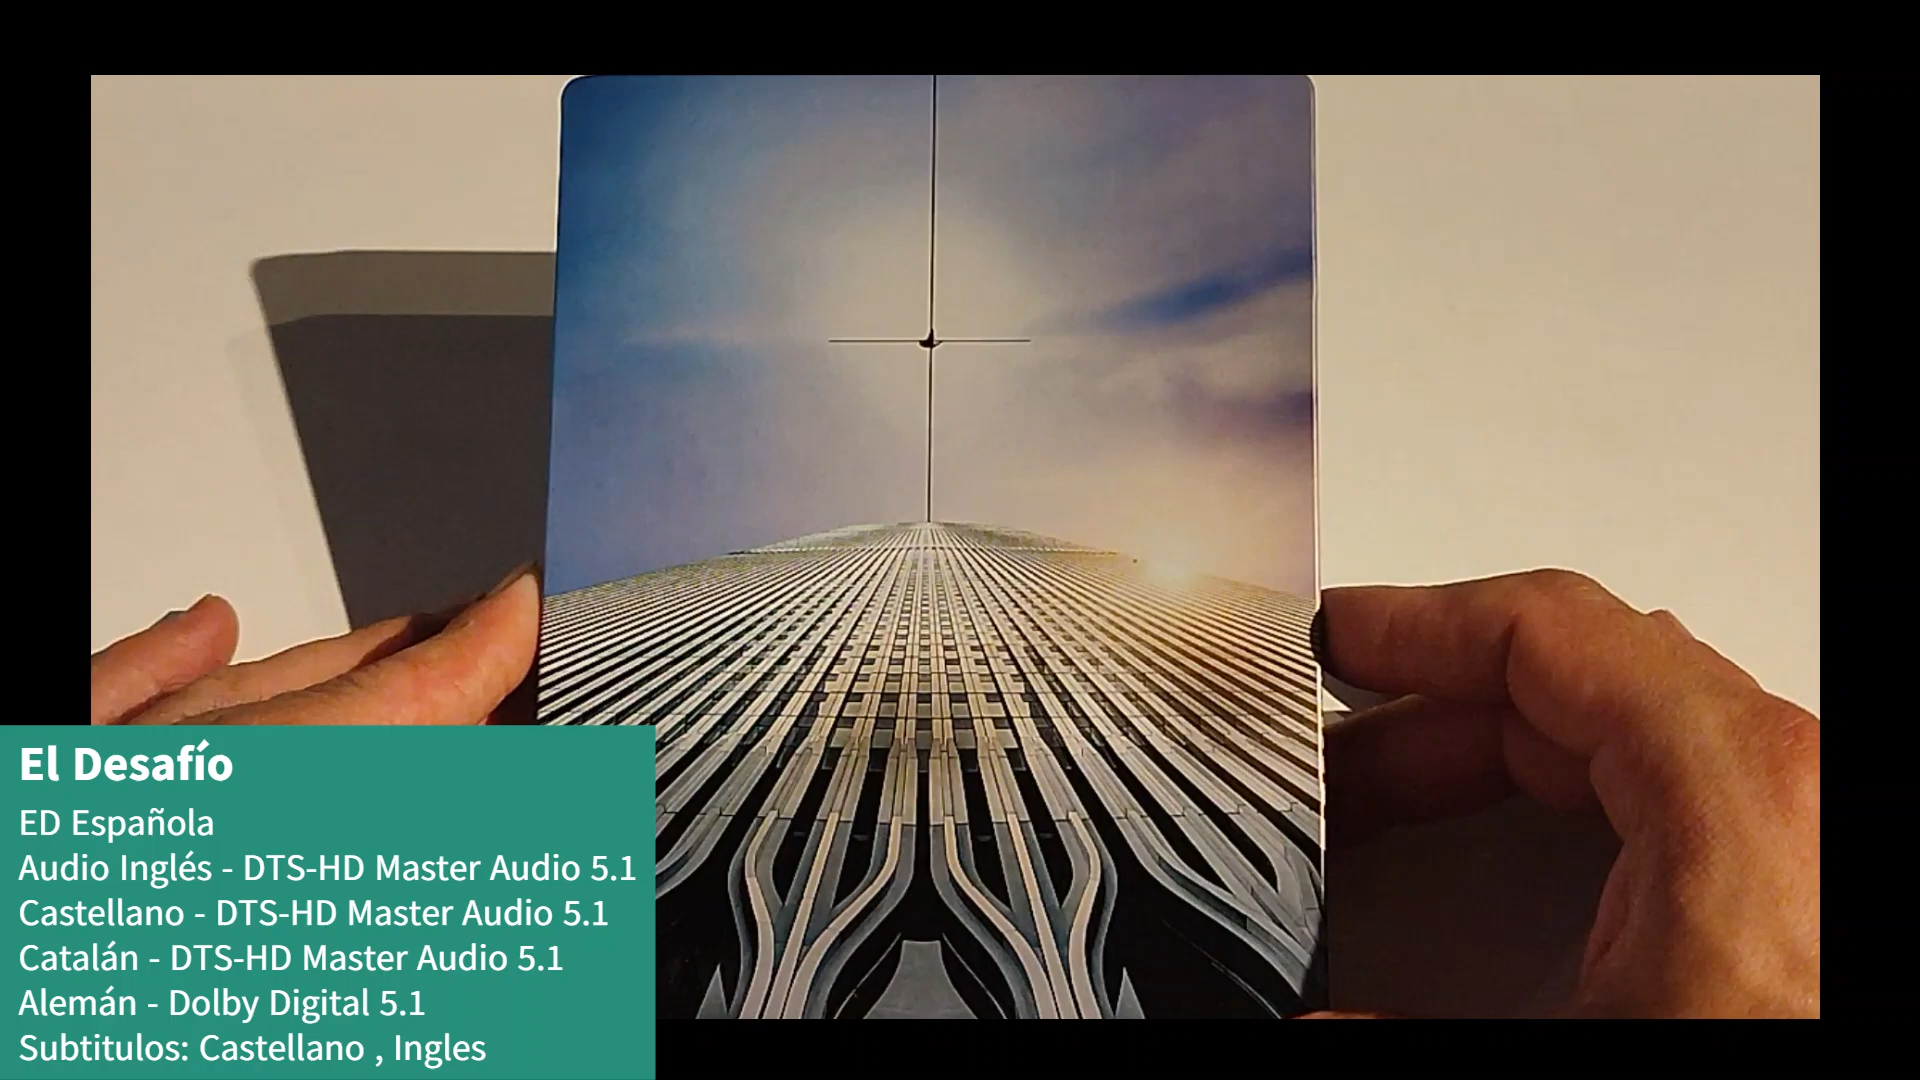 El Desafío
ED Española
Audio Inglés - DTS-HD Master Audio 5.1
Castellano - DTS-HD Master Audio 5.1
Catalán - DTS-HD Master Audio 5.1
Alemán - Dolby Digital 5.1
Subtitulos: Castellano , Ingles